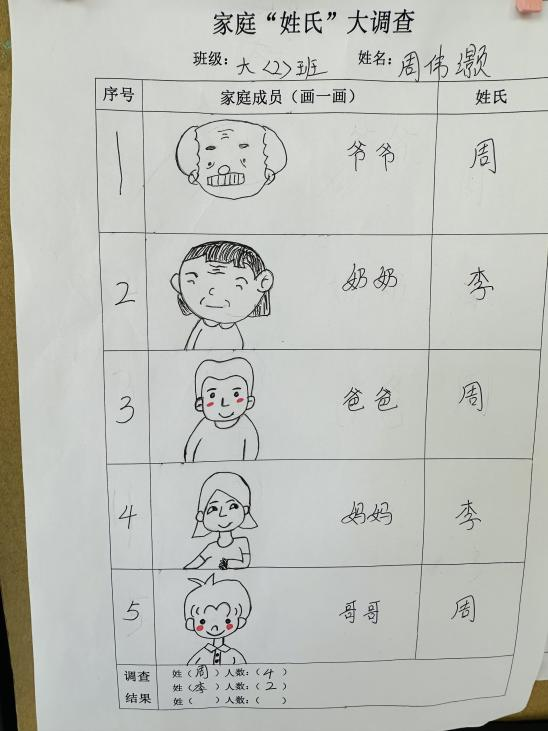 家庭“姓氏”大调查
班级：大〈2〉班 姓名：周伟灏
序号 家庭成员（画一画） 姓氏
1 爷爷 周
2 奶奶 李
3 爸爸 周
4 妈妈 李
5 哥哥 周
调查结果
姓（周）人数：（4）
姓（李）人数：（2）
姓（ ）人数：（ ）